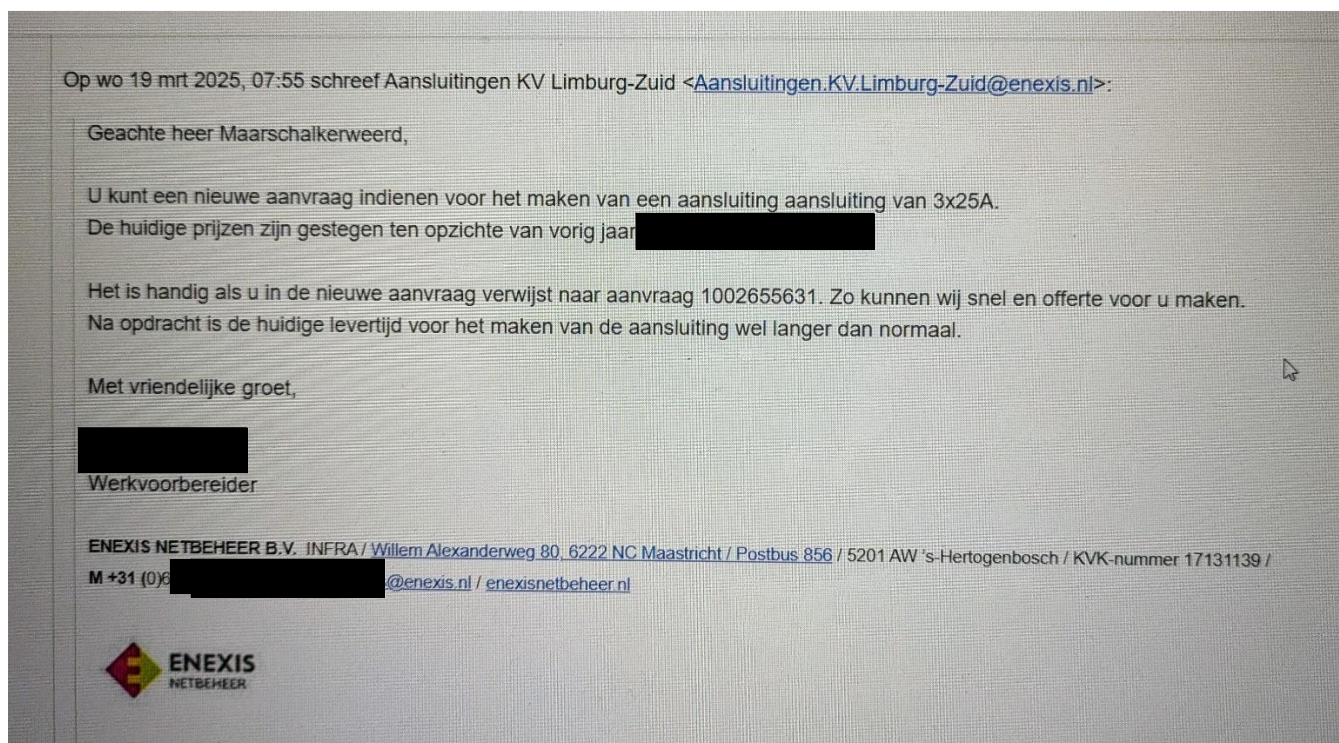 Op wo 19 mrt 2025, 07:55 schreef Aansluitingen KV Limburg-Zuid <Aansluitingen.KV.Limburg-Zuid@enexis.nl>:
Geachte heer Maarschalkerweerd,
U kunt een nieuwe aanvraag indienen voor het maken van een aansluiting aansluiting van 3x25A.
De huidige prijzen zijn gestegen ten opzichte van vorig jaar
Het is handig als u in de nieuwe aanvraag verwijst naar aanvraag 1002655631. Zo kunnen wij snel en offerte voor u maken.
Na opdracht is de huidige levertijd voor het maken van de aansluiting wel langer dan normaal.
Met vriendelijke groet,
Werkvoorbereider
ENEXIS NETBEHEER B.V. INFRA / Willem Alexanderweg 80, 6222 NC Maastricht / Postbus 856 / 5201 AW 's-Hertogenbosch / KVK-nummer 17131139 /
M +31 (0)6 @enexis.nl / enexisnetbeheer.nl
ENEXIS
NETBEHEER